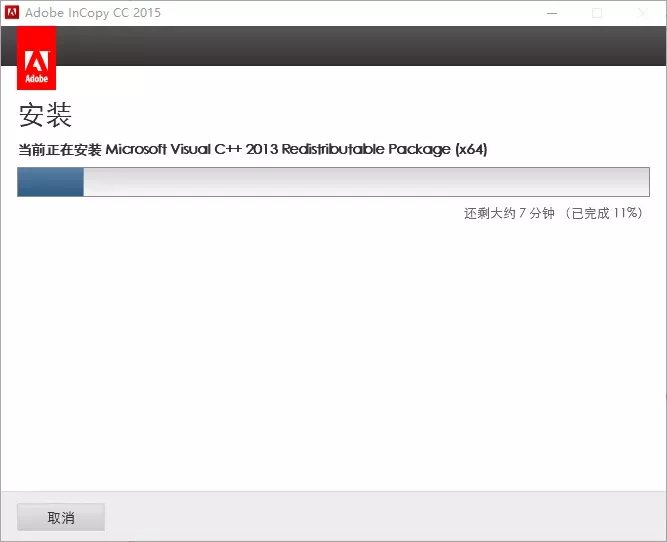 Adobe InCopy CC 2015
Adobe
安装
当前正在安装 Microsoft Visual C++ 2013 Redistributable Package (x64)
还剩大约 7 分钟 （已完成 11%）
取消